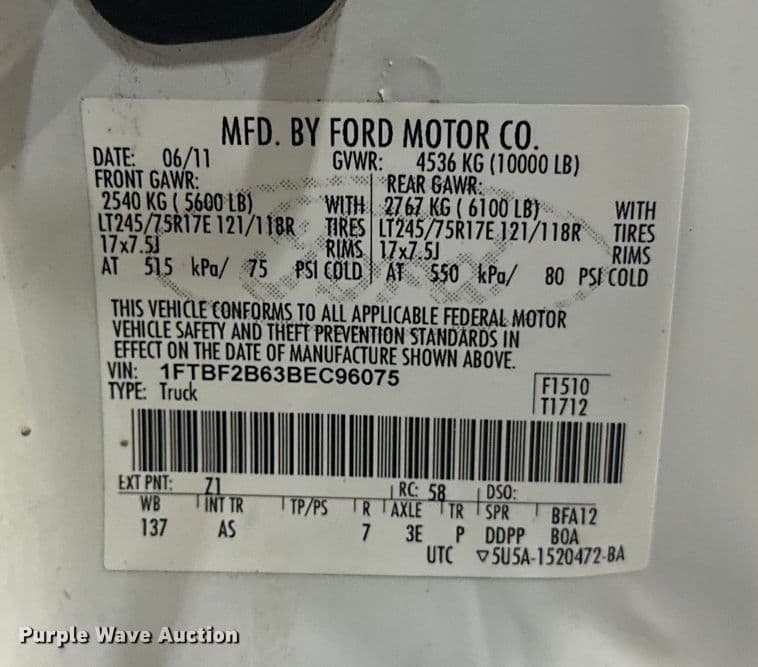 MFD. BY FORD MOTOR CO.
DATE: 06/11 GVWR: 4536 KG (10000 LB)
FRONT GAWR: REAR GAWR:
2540 KG ( 5600 LB) WITH 2767 KG ( 6100 LB) WITH
LT245/75R17E 121/118R TIRES LT245/75R17E 121/118R TIRES
17x7.5J RIMS 17x7.5J RIMS
AT 515 kPa/ 75 PSI COLD AT 550 kPa/ 80 PSI COLD
THIS VEHICLE CONFORMS TO ALL APPLICABLE FEDERAL MOTOR
VEHICLE SAFETY AND THEFT PREVENTION STANDARDS IN
EFFECT ON THE DATE OF MANUFACTURE SHOWN ABOVE.
VIN: 1FTBF2B63BEC96075 F1510
TYPE: Truck T1712
EXT PNT: Z1 RC: 58 DSO:
WB INT TR TP/PS R AXLE TR SPR BFA12
137 AS 7 3E P DDPP BOA
UTC ▽5U5A-1520472-BA
Purple Wave Auction